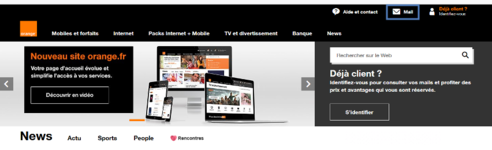 Aide et contact
Mail
Déjà client ?
Identifiez-vous
orange
Mobiles et forfaits
Internet
Packs Internet + Mobile
TV et divertissement
Banque
News
Nouveau site orange.fr
Votre page d'accueil évolue et
simplifie l'accès à vos services.
Découvrir en vidéo
Rechercher sur le Web
Déjà client ?
Identifiez-vous pour consulter vos mails et profiter des
prix et avantages qui vous sont réservés.
S'identifier
News
Actu
Sports
People
Rencontres